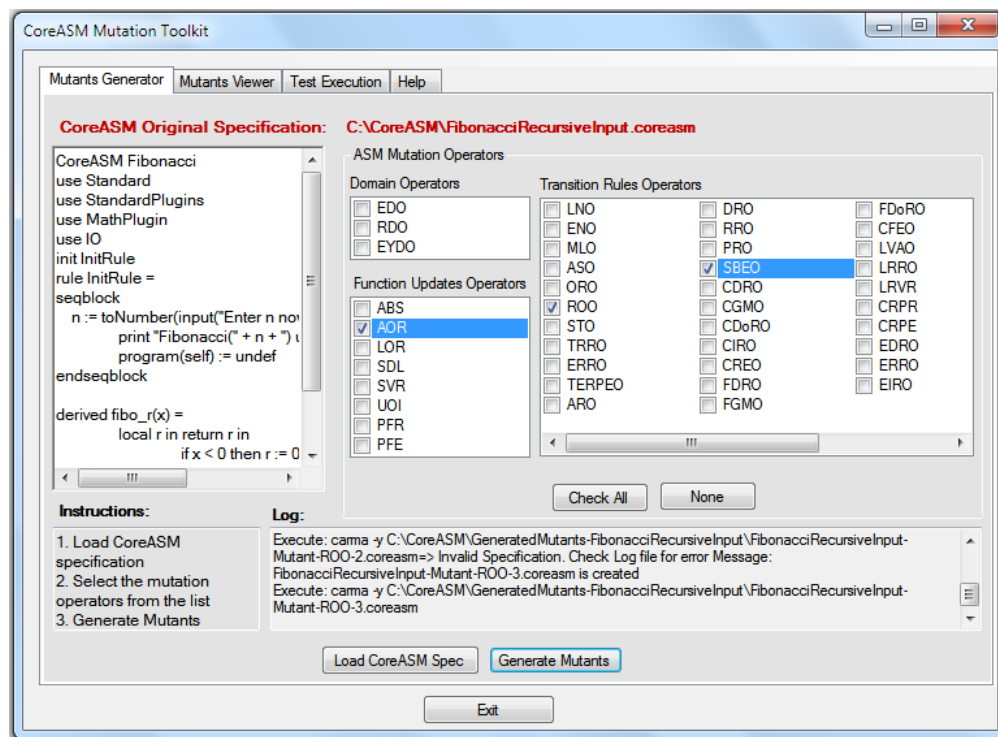 CoreASM Mutation Toolkit
Mutants Generator
Mutants Viewer
Test Execution
Help
CoreASM Original Specification:
C:\CoreASM\FibonacciRecursiveInput.coreasm
CoreASM Fibonacci
use Standard
use StandardPlugins
use MathPlugin
use IO
init InitRule
rule InitRule =
seqblock
n := toNumber(input("Enter n
print "Fibonacci(" + n + ")
program(self) := undef
endseqblock
derived fibo_r(x) =
local r in return r in
if x < 0 then r := 0
ASM Mutation Operators
Domain Operators
EDO
RDO
EYDO
Function Updates Operators
ABS
AOR
LOR
SDL
SVR
UOI
PFR
PFE
Transition Rules Operators
LNO
ENO
MLO
ASO
ORO
ROO
STO
TRRO
ERRO
TERPEO
ARO
DRO
RRO
PRO
SBEO
CDRO
CGMO
CDoRO
CIRO
CREO
FDRO
FGMO
FDoRO
CFEO
LVAO
LRRO
LRVR
CRPR
CRPE
EDRO
ERRO
EIRO
Check All
None
Instructions:
1. Load CoreASM
specification
2. Select the mutation
operators from the list
3. Generate Mutants
Log:
Execute: carma -y C:\CoreASM\GeneratedMutants-FibonacciRecursiveInput\FibonacciRecursiveInput-
Mutant-ROO-2.coreasm=> Invalid Specification. Check Log file for error Message:
FibonacciRecursiveInput-Mutant-ROO-3.coreasm is created
Execute: carma -y C:\CoreASM\GeneratedMutants-FibonacciRecursiveInput\FibonacciRecursiveInput-
Mutant-ROO-3.coreasm
Load CoreASM Spec
Generate Mutants
Exit